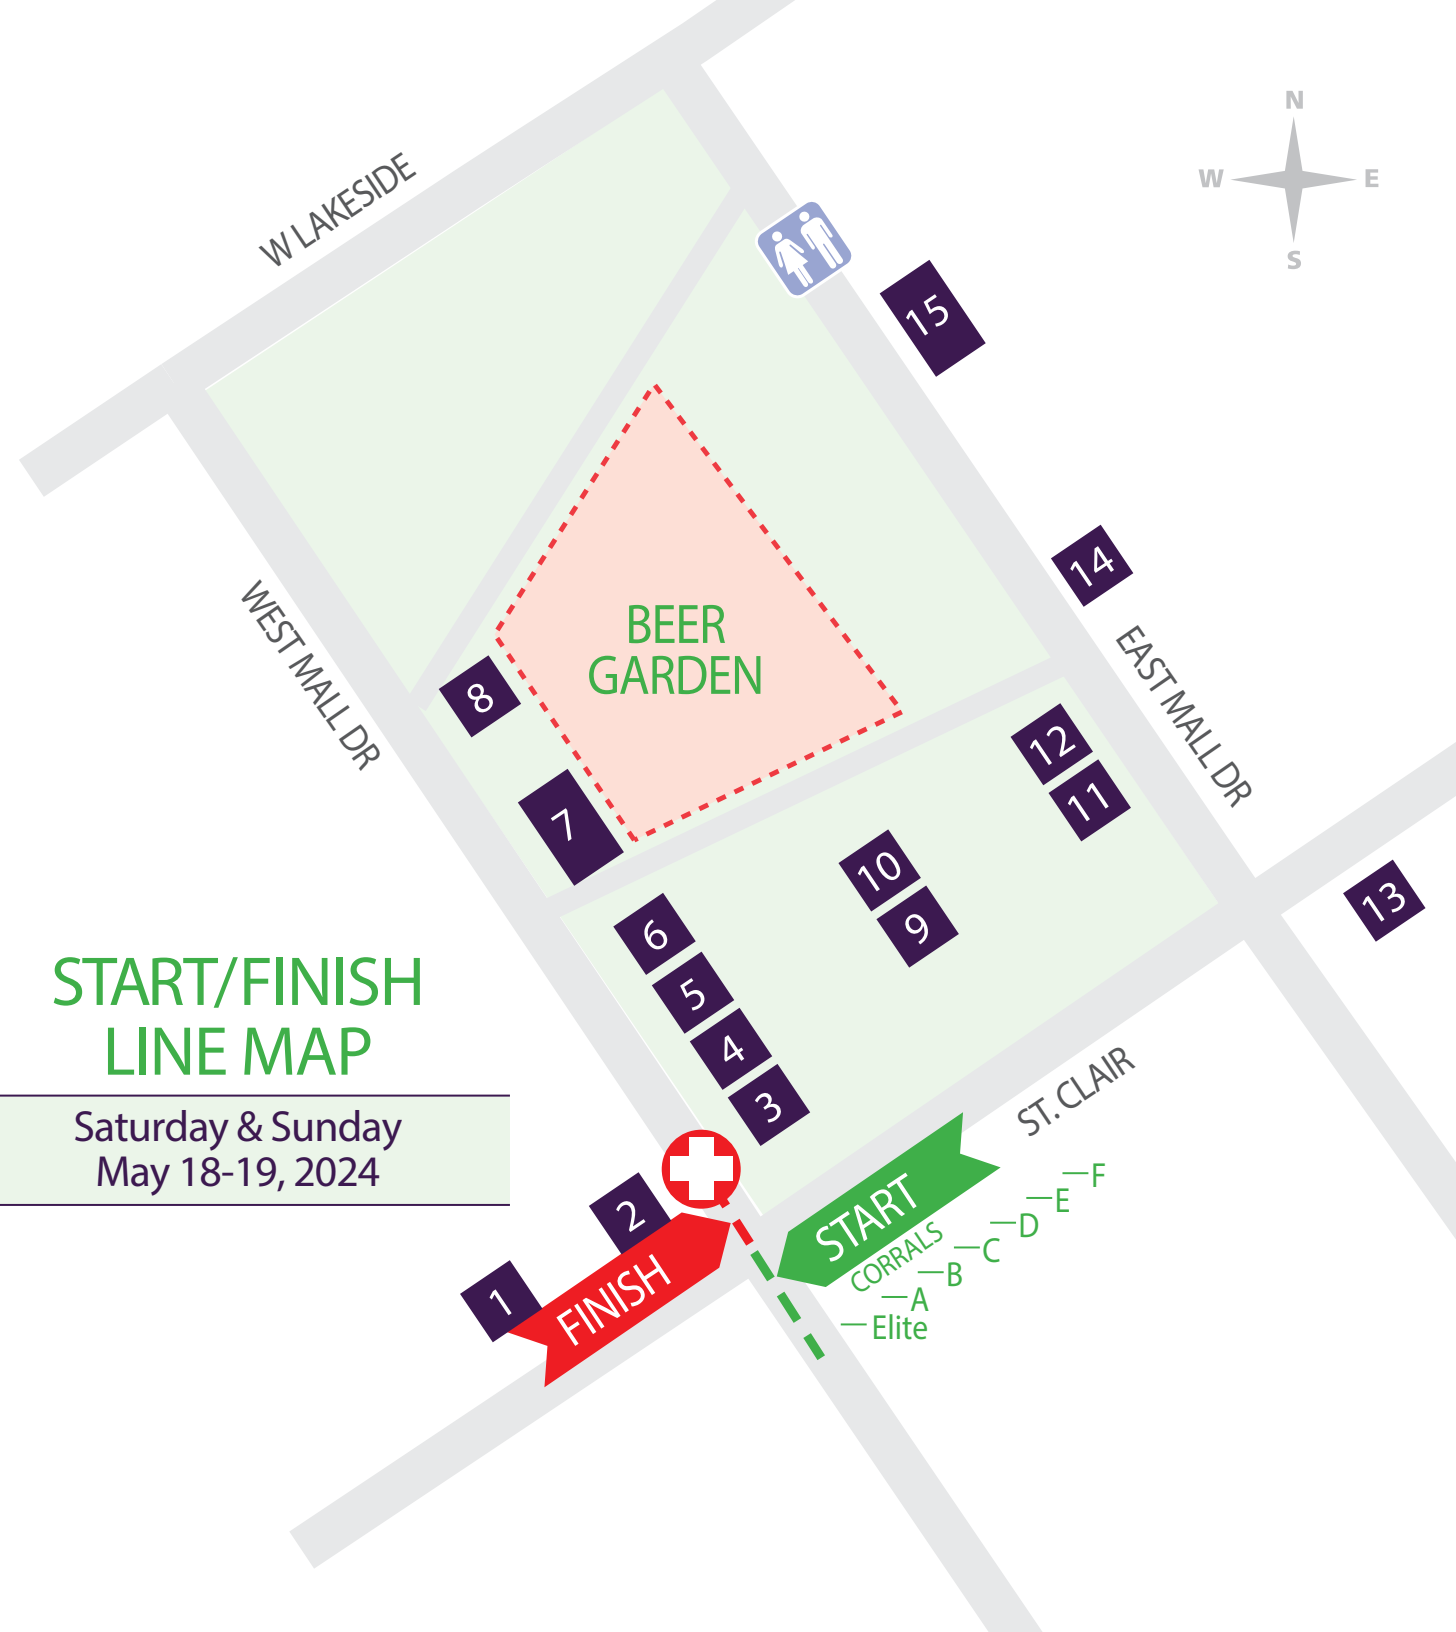 N
W
E
S
W LAKESIDE
15
14
WEST MALL DR
BEER
GARDEN
EAST MALL DR
8
7
12
11
10
9
13
6
5
4
3
START/FINISH
LINE MAP
Saturday & Sunday
May 18-19, 2024
ST. CLAIR
2
1
FINISH
START
CORRALS
F
E
D
C
B
A
Elite